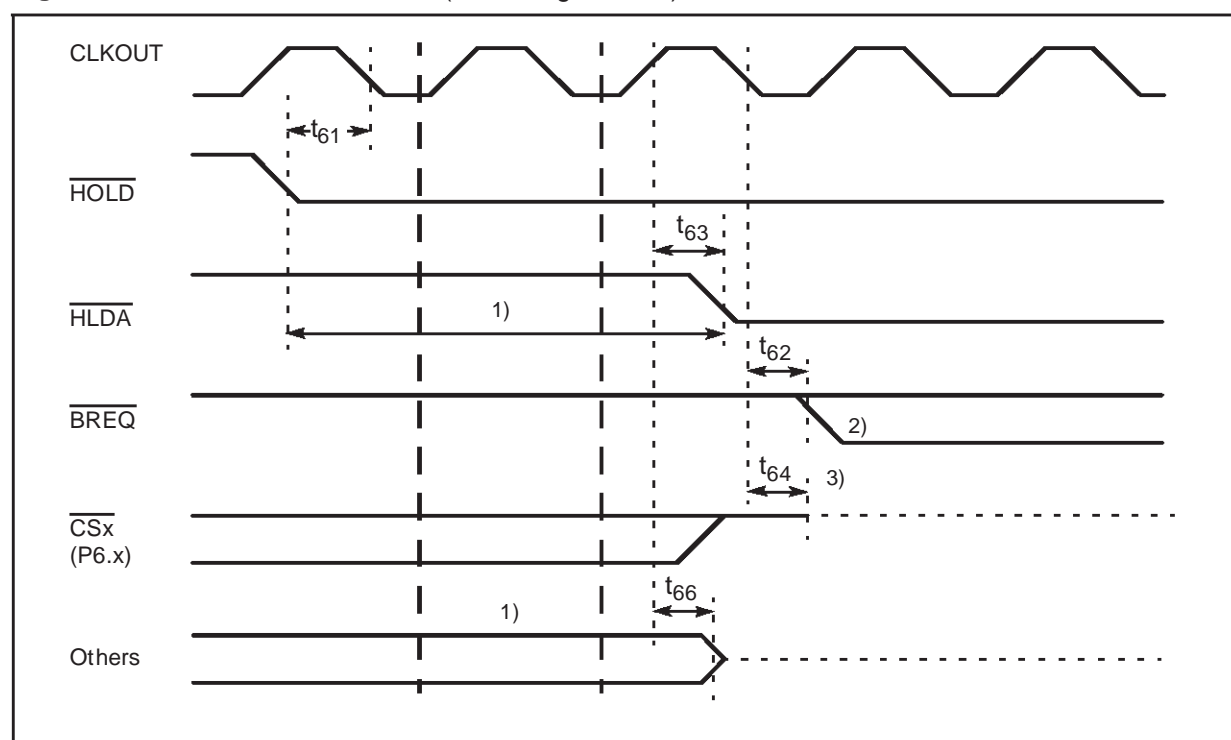 CLKOUT
t61
HOLD
t63
HLDA
1)
t62
BREQ
2)
t64
3)
CSx
(P6.x)
t66
1)
Others